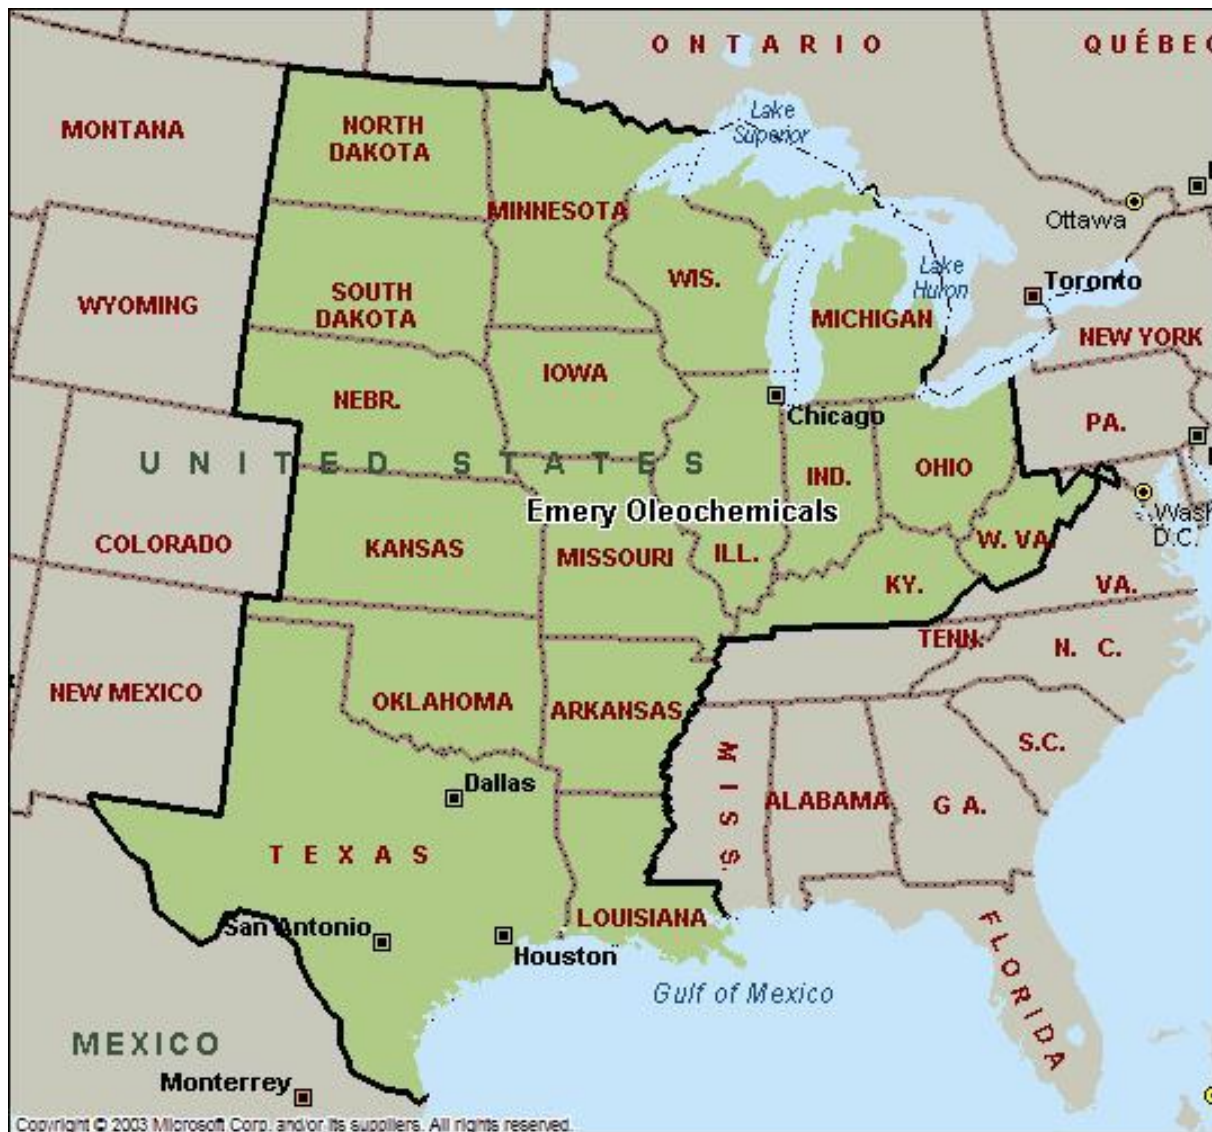 ONTARIO
QUÉBEC
Lake
Superior
MONTANA
NORTH
DAKOTA
MINNESOTA
Ottawa
WIS.
Lake
Huron
Toronto
WYOMING
SOUTH
DAKOTA
MICHIGAN
NEW YORK
IOWA
NEBR.
Chicago
PA.
UNITED STATES
IND.
OHIO
Emery Oleochemicals
Wash
D.C.
COLORADO
KANSAS
MISSOURI
ILL.
W. VA.
KY.
VA.
TENN.
N. C.
NEW MEXICO
OKLAHOMA
ARKANSAS
S.C.
MISS.
Dallas
ALABAMA
GA.
TEXAS
San Antonio
LOUISIANA
Houston
FLORIDA
Gulf of Mexico
MEXICO
Monterrey
Copyright © 2003 Microsoft Corp. and/or its suppliers. All rights reserved.